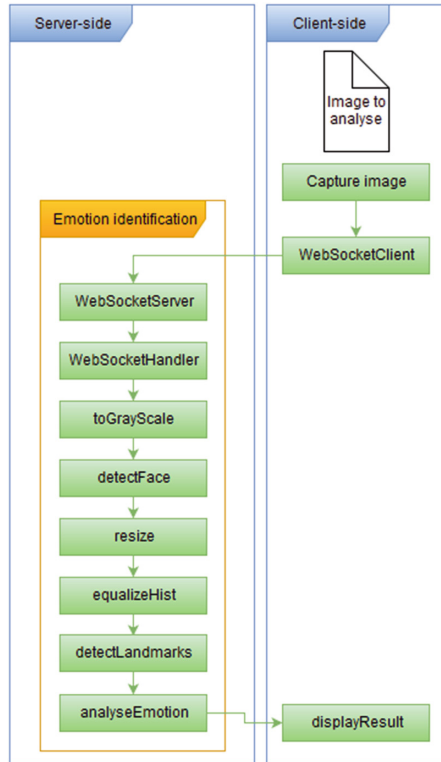 Server-side
Client-side
Image to
analyse
Capture image
Emotion identification
WebSocketClient
WebSocketServer
WebSocketHandler
toGrayScale
detectFace
resize
equalizeHist
detectLandmarks
analyseEmotion
displayResult